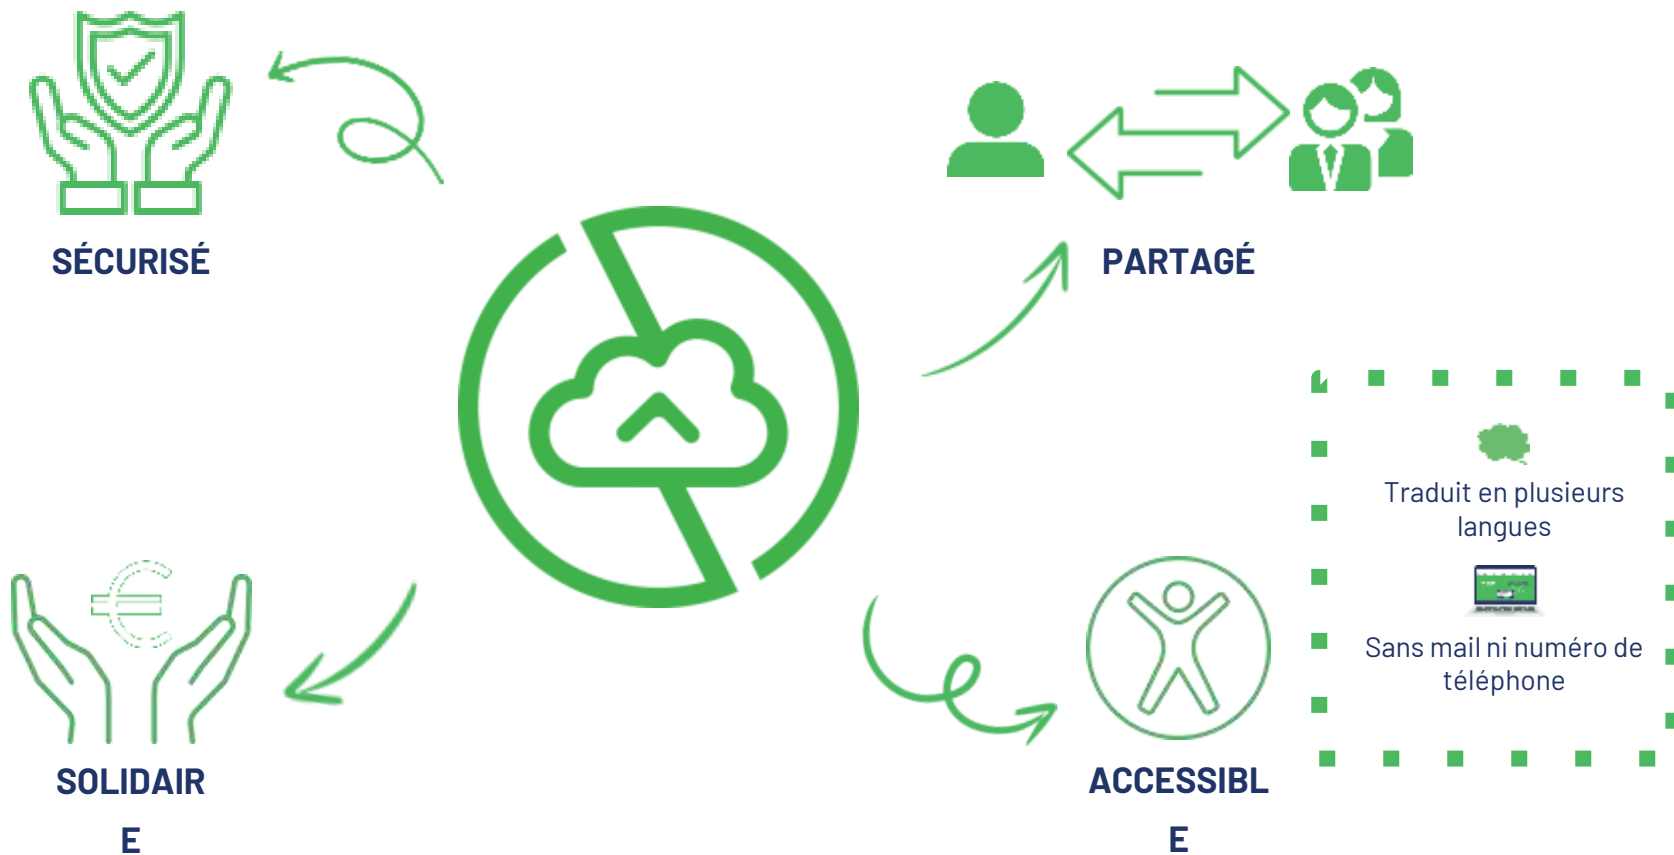 SÉCURISÉ
PARTAGÉ
Traduit en plusieurs
langues
Sans mail ni numéro de
téléphone
SOLIDAIR
E
ACCESSIBL
E